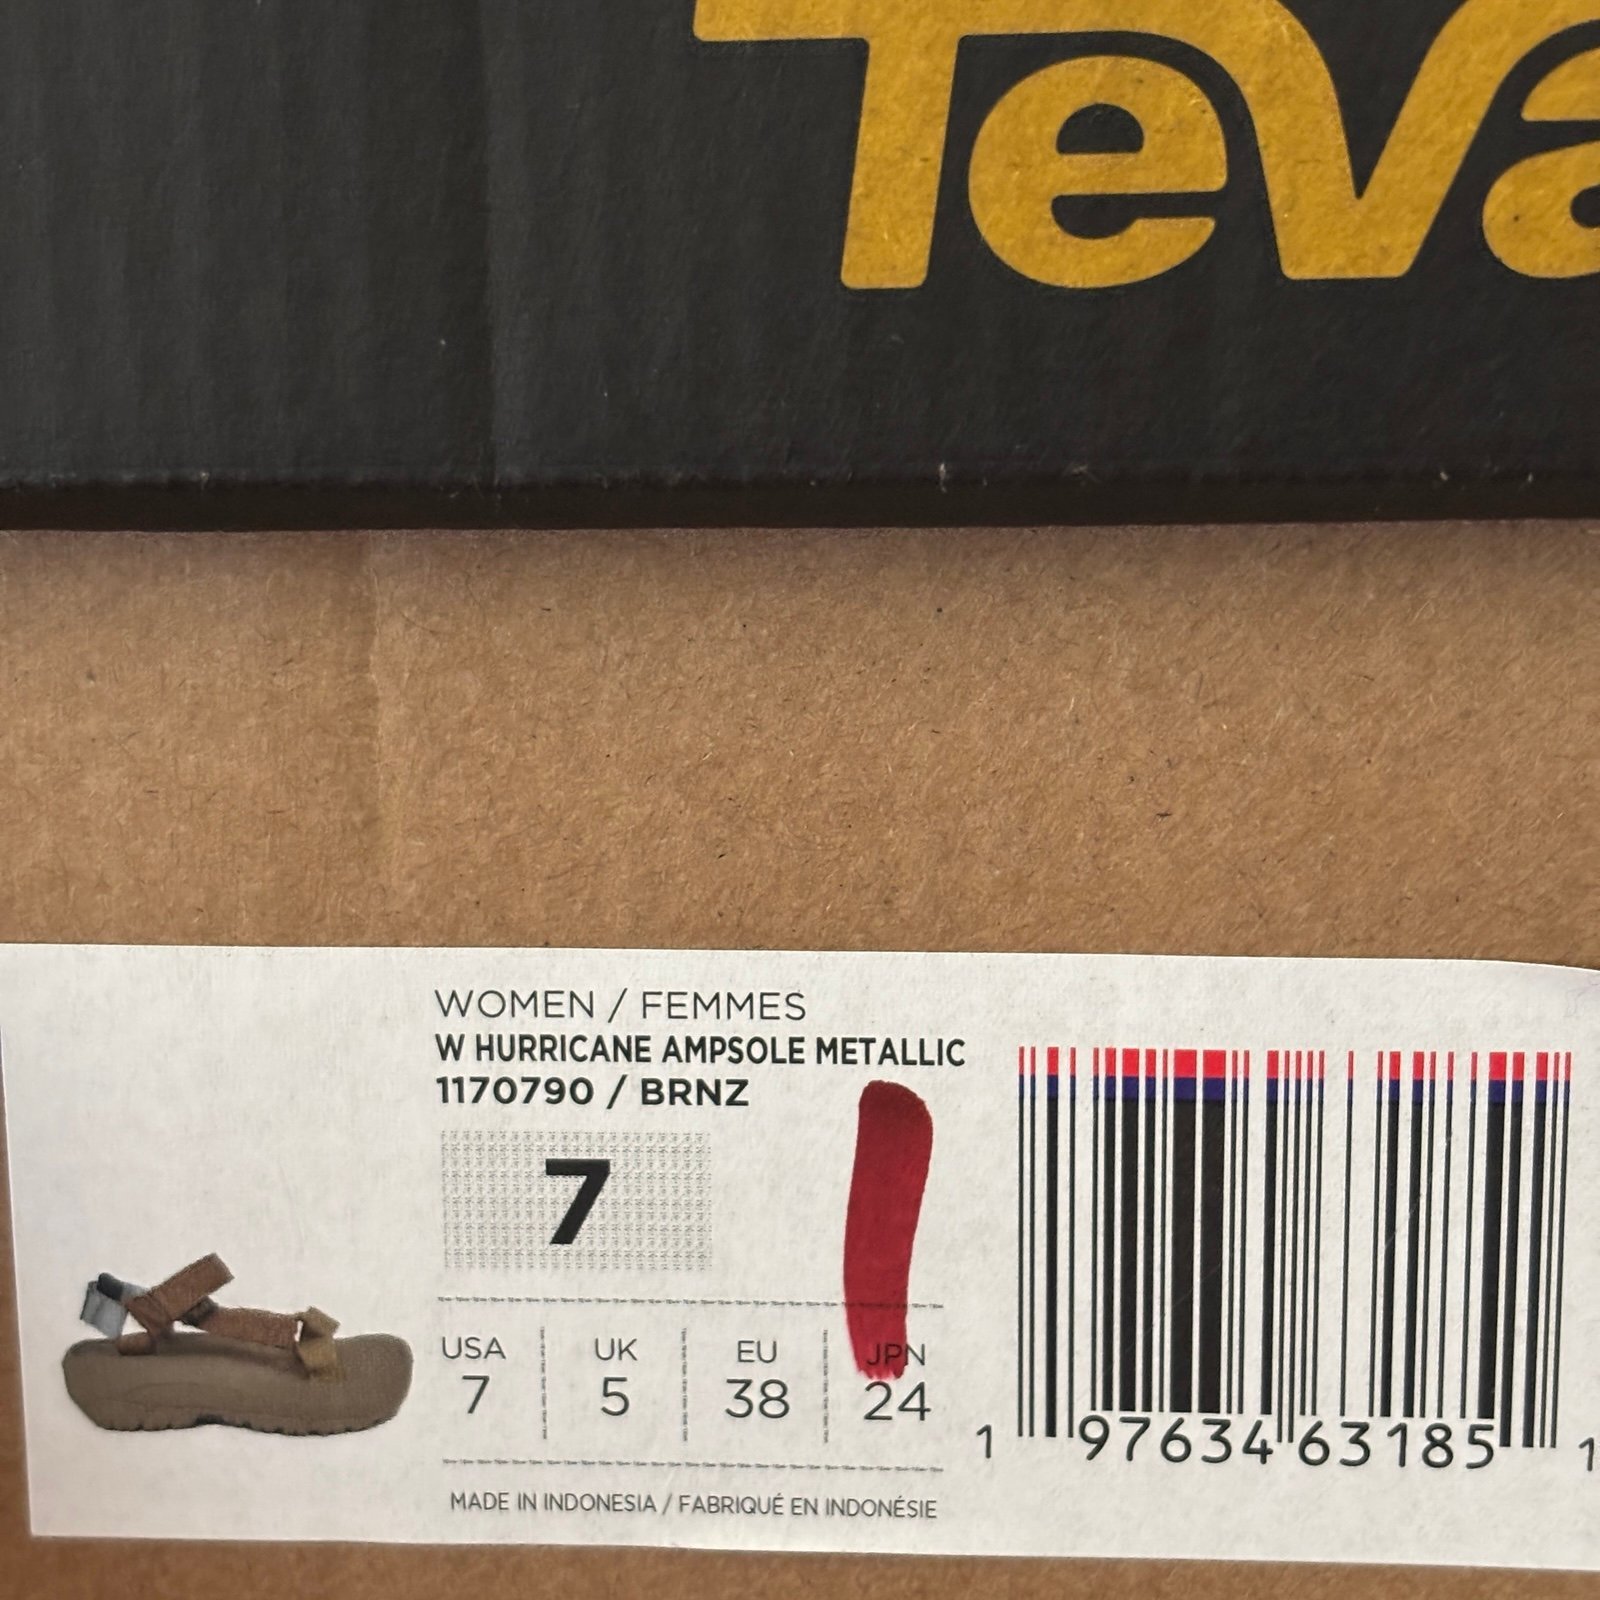 Teva
WOMEN / FEMMES
W HURRICANE AMPSOLE METALLIC
1170790 / BRNZ
7
USA UK EU JPN
7 5 38 24
MADE IN INDONESIA / FABRIQUÉ EN INDONÉSIE
1 97634 63185 1